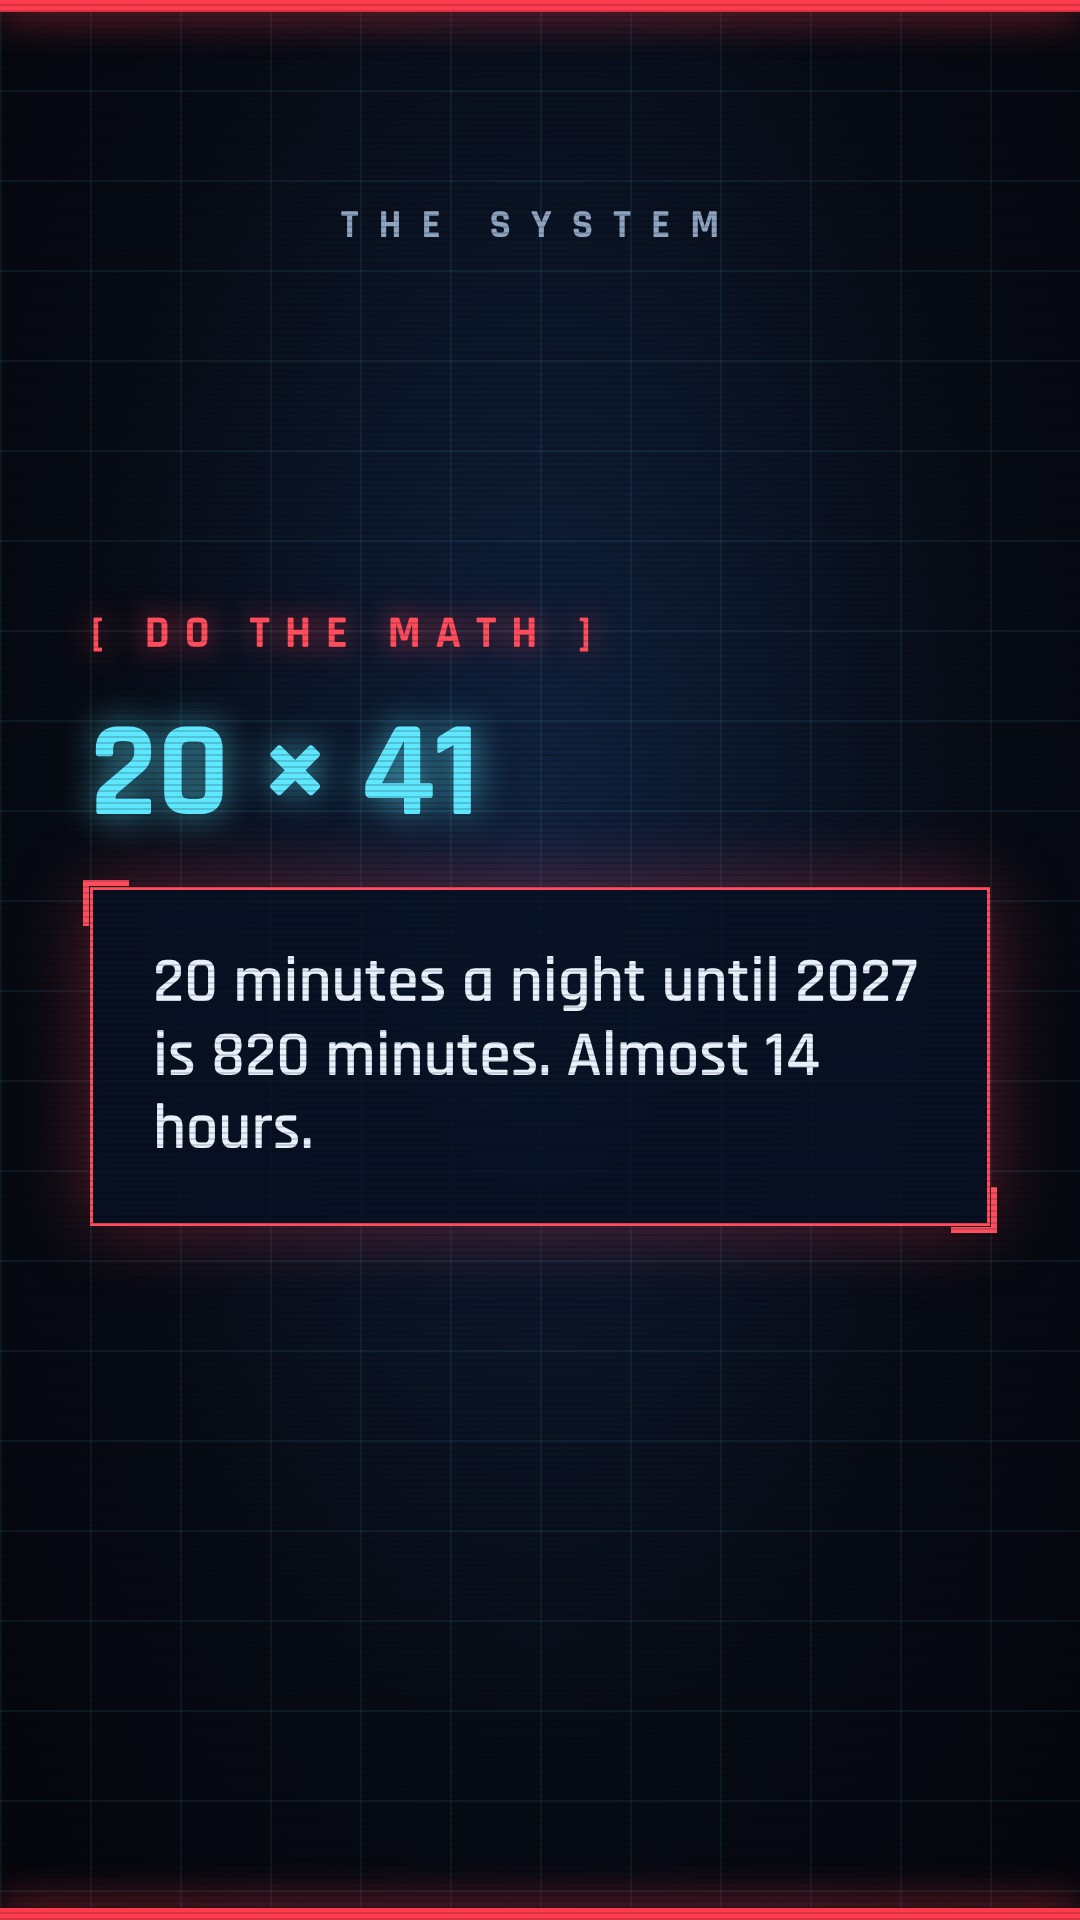 THE SYSTEM
[ DO THE MATH ]
20 × 41
20 minutes a night until 2027
is 820 minutes. Almost 14
hours.